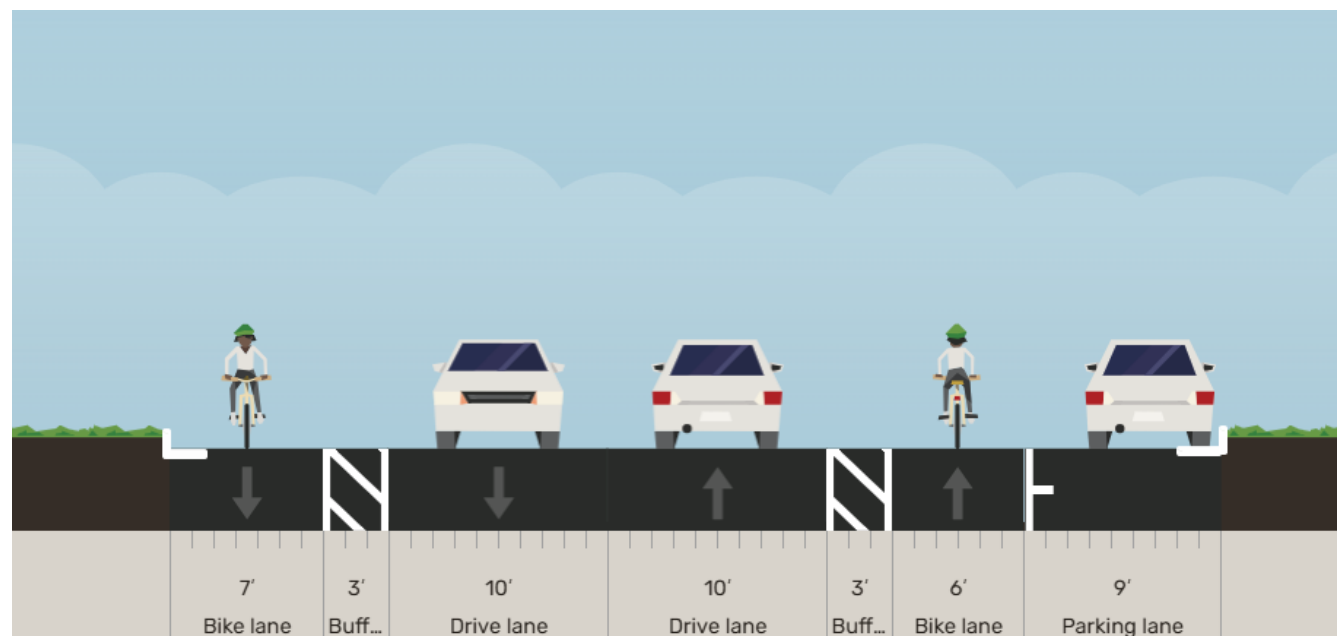 7′ 3′ 10′ 10′ 3′ 6′ 9′
Bike lane Buff... Drive lane Drive lane Buff... Bike lane Parking lane